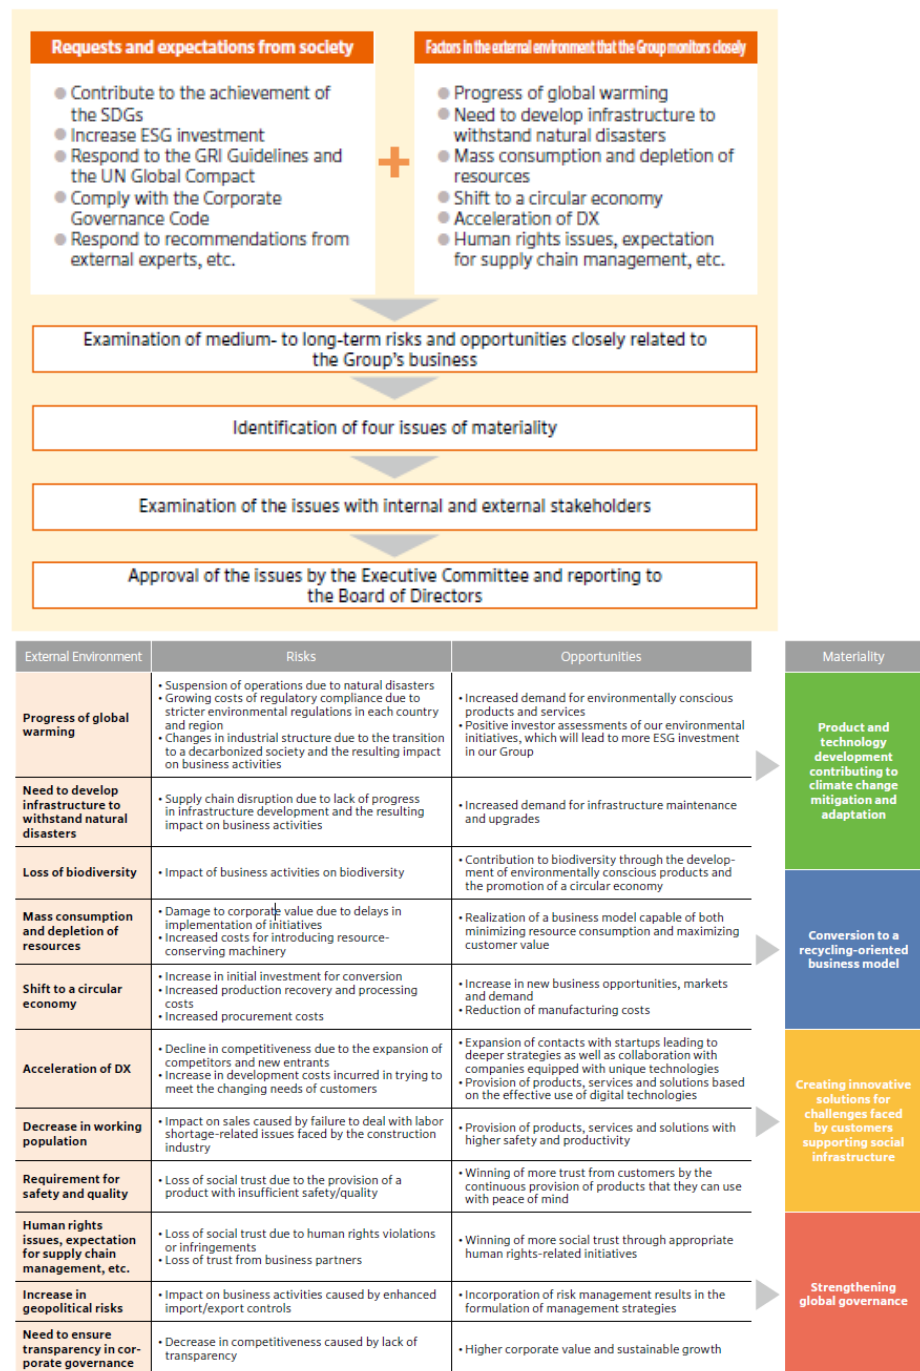 Requests and expectations from society
Contribute to the achievement of
the SDGs
Increase ESG investment
Respond to the GRI Guidelines and
the UN Global Compact
Comply with the Corporate
Governance Code
Respond to recommendations from
external experts, etc.
+
Factors in the external environment that the Group monitors closely
Progress of global warming
Need to develop infrastructure to
withstand natural disasters
Mass consumption and depletion of
resources
Shift to a circular economy
Acceleration of DX
Human rights issues, expectation
for supply chain management, etc.
Examination of medium- to long-term risks and opportunities closely related to
the Group's business
Identification of four issues of materiality
Examination of the issues with internal and external stakeholders
Approval of the issues by the Executive Committee and reporting to
the Board of Directors
External Environment
Risks
Opportunities
Materiality
Progress of global
warming
• Suspension of operations due to natural disasters
• Growing costs of regulatory compliance due to
stricter environmental regulations in each country
and region
• Changes in industrial structure due to the transition
to a decarbonized society and the resulting impact
on business activities
• Increased demand for environmentally conscious
products and services
• Positive investor assessments of our environmental
initiatives, which will lead to more ESG investment
in our Group
Need to develop
infrastructure to
withstand natural
disasters
• Supply chain disruption due to lack of progress
in infrastructure development and the resulting
impact on business activities
• Increased demand for infrastructure maintenance
and upgrades
Product and
technology
development
contributing to
climate change
mitigation and
adaptation
Loss of biodiversity
• Impact of business activities on biodiversity
• Contribution to biodiversity through the develop-
ment of environmentally conscious products and
the promotion of a circular economy
Mass consumption
and depletion of
resources
• Damage to corporate value due to delays in
implementation of initiatives
• Increased costs for introducing resource-
conserving machinery
• Realization of a business model capable of both
minimizing resource consumption and maximizing
customer value
Shift to a circular
economy
• Increase in initial investment for conversion
• Increased production recovery and processing
costs
• Increased procurement costs
• Increase in new business opportunities, markets
and demand
• Reduction of manufacturing costs
Conversion to a
recycling-oriented
business model
Acceleration of DX
• Decline in competitiveness due to the expansion of
competitors and new entrants
• Increase in development costs incurred in trying to
meet the changing needs of customers
• Expansion of contacts with startups leading to
deeper strategies as well as collaboration with
companies equipped with unique technologies
• Provision of products, services and solutions based
on the effective use of digital technologies
Decrease in working
population
• Impact on sales caused by failure to deal with labor
shortage-related issues faced by the construction
industry
• Provision of products, services and solutions with
higher safety and productivity
Requirement for
safety and quality
• Loss of social trust due to the provision of a
product with insufficient safety/quality
• Winning of more trust from customers by the
continuous provision of products that they can use
with peace of mind
Creating innovative
solutions for
challenges faced
by customers
supporting social
infrastructure
Human rights
issues, expectation
for supply chain
management, etc.
• Loss of social trust due to human rights violations
or infringements
• Loss of trust from business partners
• Winning of more social trust through appropriate
human rights-related initiatives
Increase in
geopolitical risks
• Impact on business activities caused by enhanced
import/export controls
• Incorporation of risk management results in the
formulation of management strategies
Need to ensure
transparency in cor-
porate governance
• Decrease in competitiveness caused by lack of
transparency
• Higher corporate value and sustainable growth
Strengthening
global governance